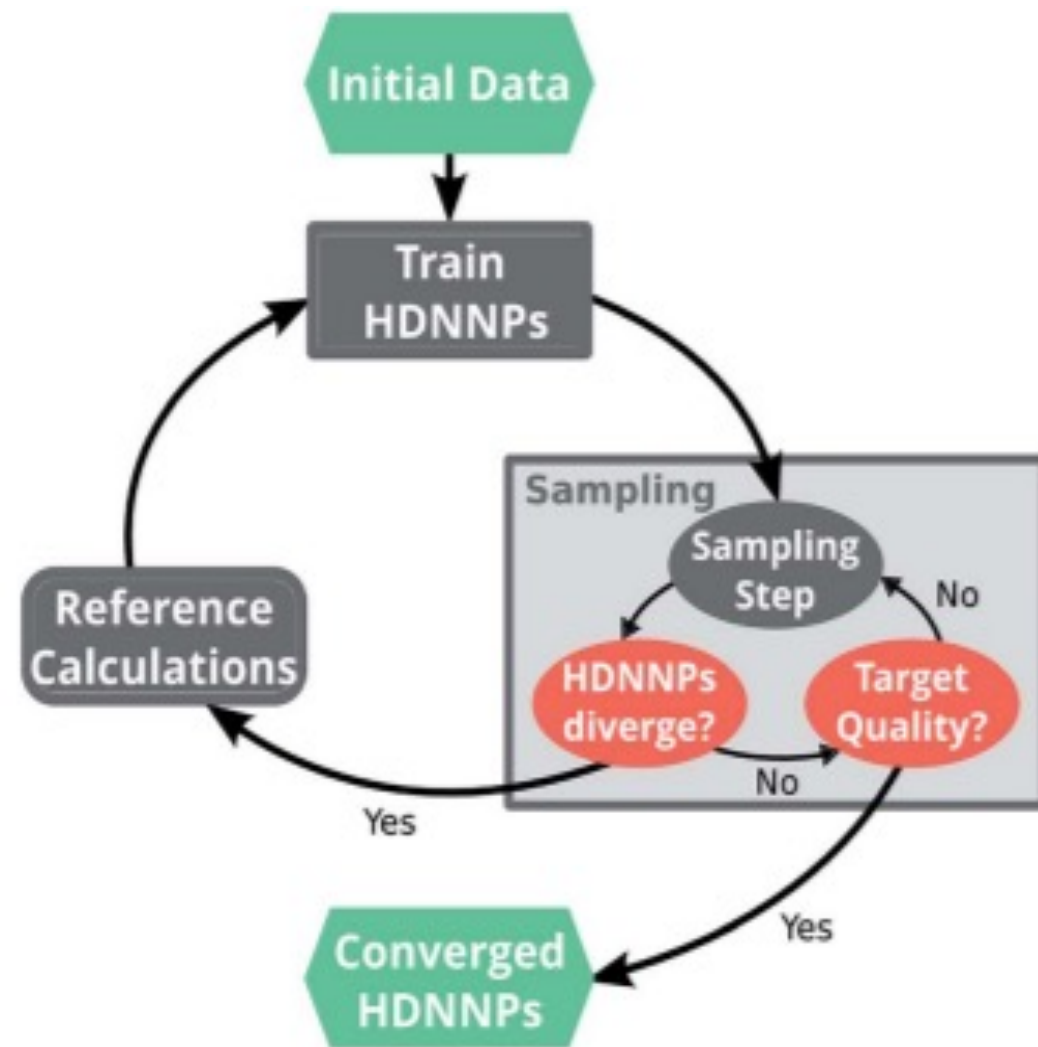 Initial Data
Train
HDNNPs
Sampling
Sampling
Step
No
Reference
Calculations
HDNNPs
diverge?
Target
Quality?
No
Yes
Yes
Converged
HDNNPs